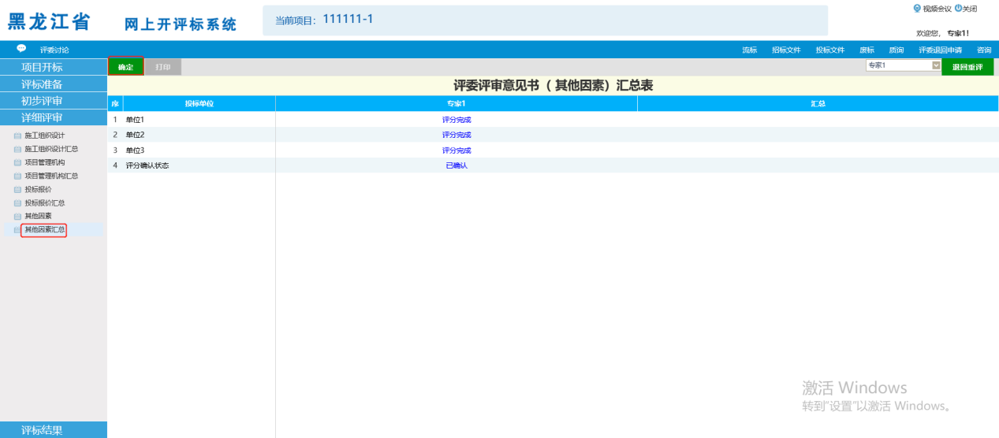 黑龙江省 网上开评标系统 当前项目: 111111-1
视频会议 关闭
欢迎您, 专家1!
评委讨论 流标 招标文件 投标文件 废标 质询 评委退回申请 咨询
项目开标
评标准备
初步评审
详细评审
施工组织设计
施工组织设计汇总
项目管理机构
项目管理机构汇总
投标报价
投标报价汇总
其他因素
其他因素汇总
评标结果
确定 打印 专家1 退回重评
评委评审意见书（ 其他因素）汇总表
序 投标单位 专家1 汇总
1 单位1 评分完成
2 单位2 评分完成
3 单位3 评分完成
4 评分确认状态 已确认
激活 Windows
转到"设置"以激活 Windows。